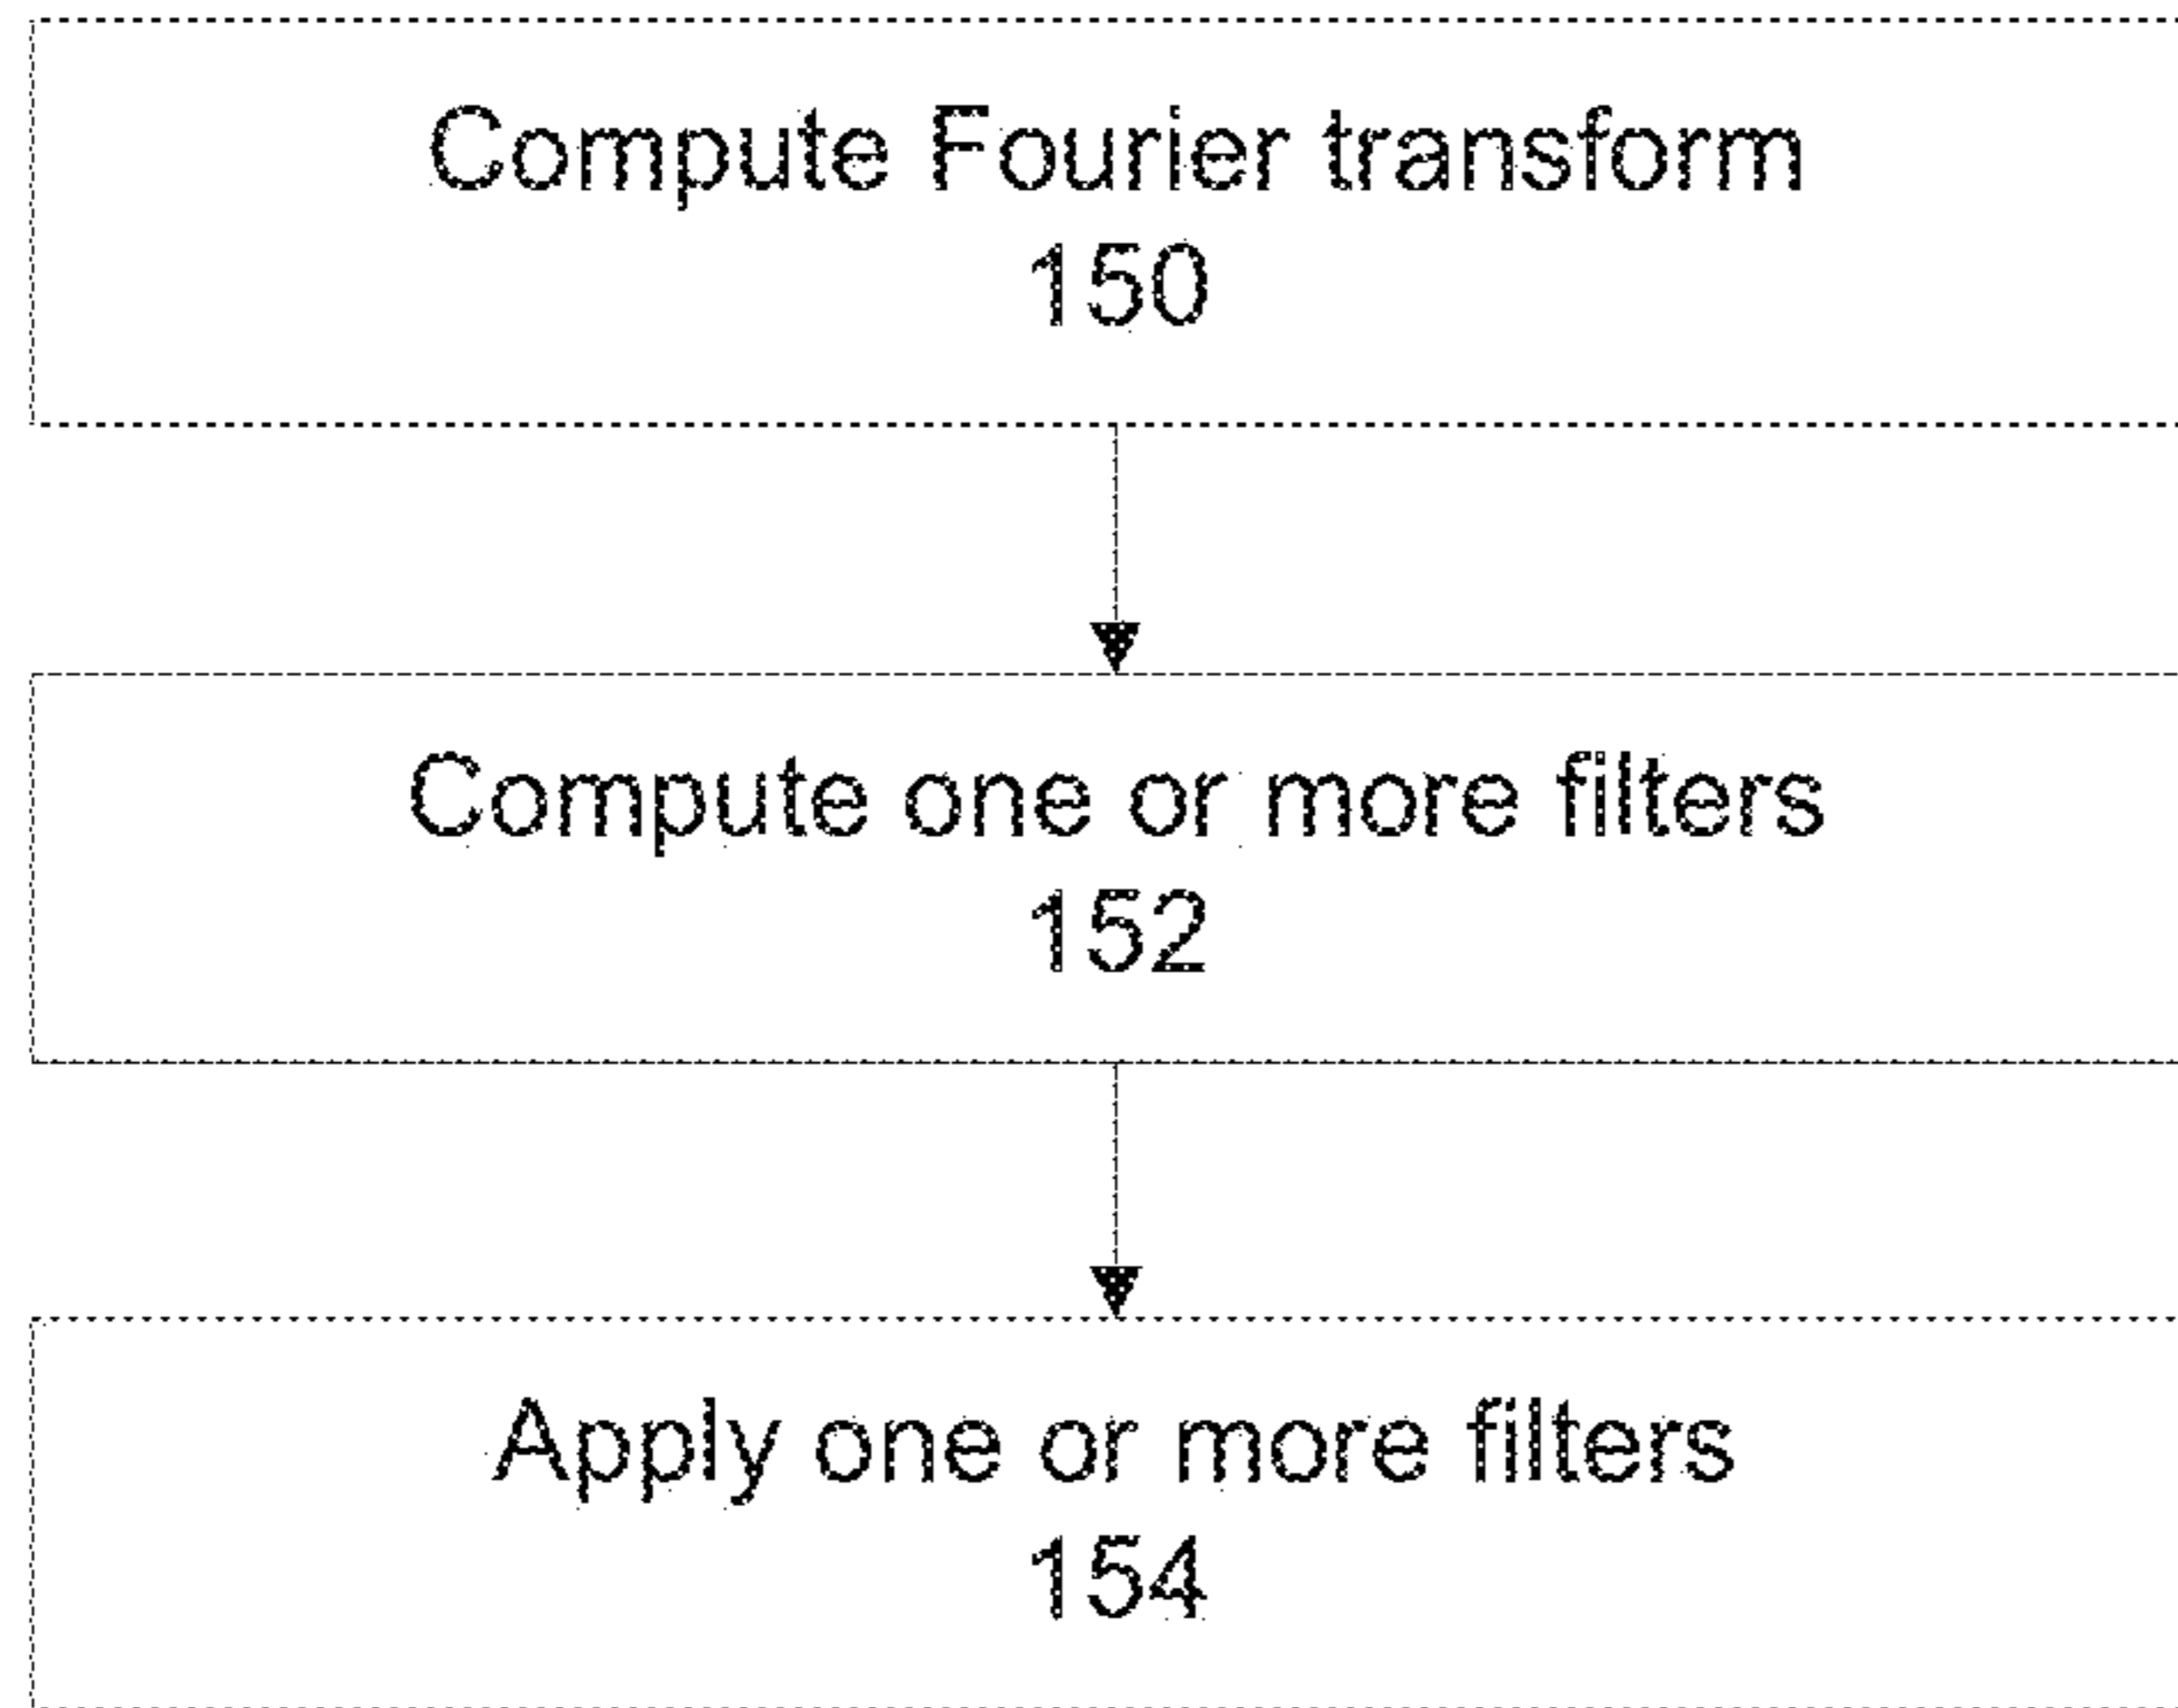 Compute Fourier transform
150
Compute one or more filters
152
Apply one or more filters
154